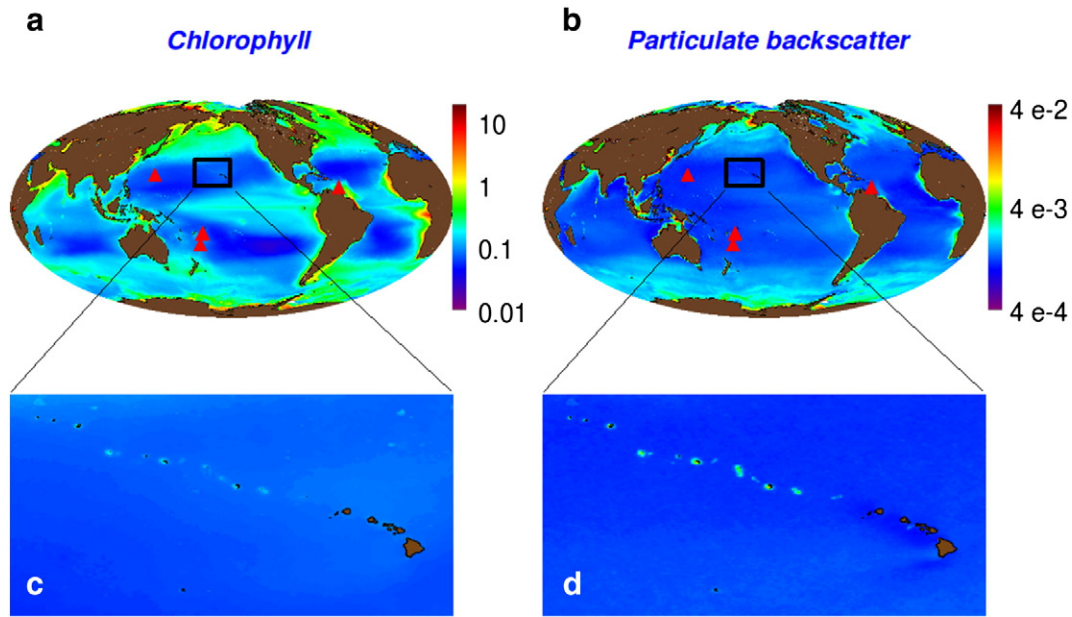 a
Chlorophyll
b
Particulate backscatter
10
1
0.1
0.01
4 e-2
4 e-3
4 e-4
c
d